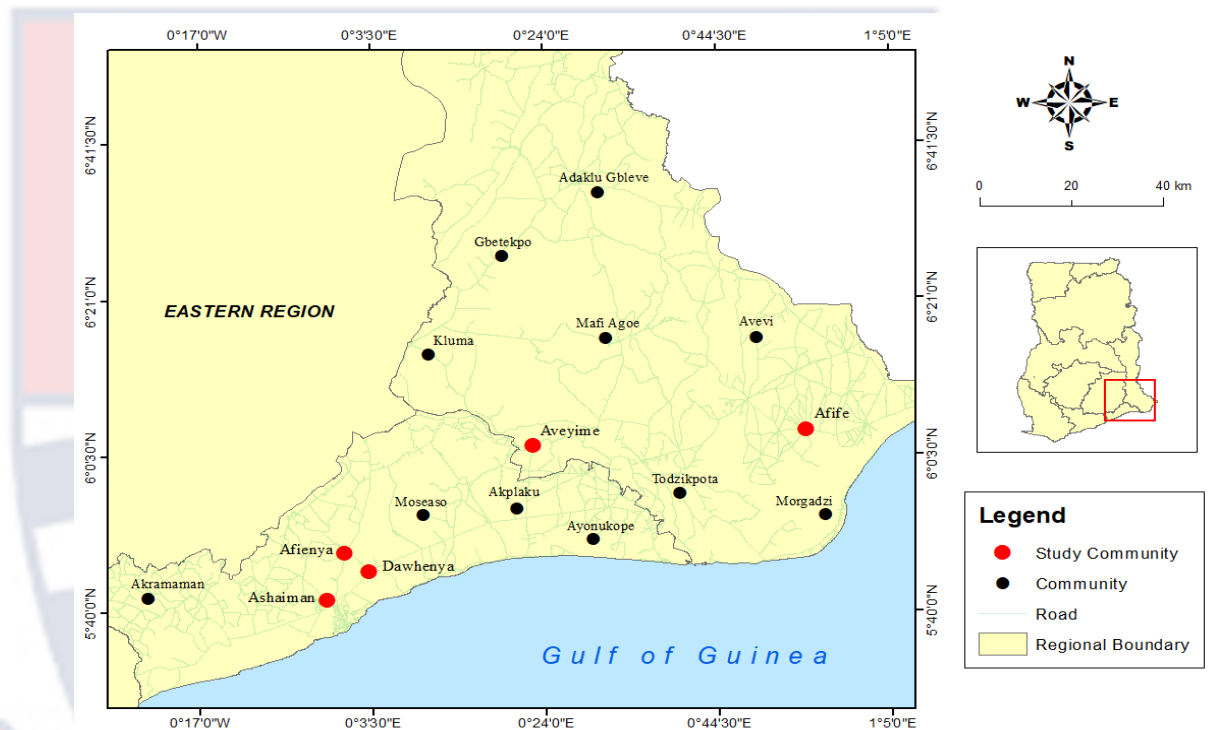 0°17'0"W 0°3'30"E 0°24'0"E 0°44'30"E 1°5'0"E
6°41'30"N 6°41'30"N
Adaklu Gbleve
Gbetekpo
6°21'0"N 6°21'0"N
EASTERN REGION
Mafi Agoe
Avevi
Kluma
Afife
Aveyime
6°0'30"N 6°0'30"N
Todzikpota
Akplaku
Moseaso
Morgadzi
Ayonukope
Afienya
Dawhenya
Akramaman
Ashaiman
5°40'0"N 5°40'0"N
Gulf of Guinea
0°17'0"W 0°3'30"E 0°24'0"E 0°44'30"E 1°5'0"E
N
W E
S
0 20 40 km
Legend
Study Community
Community
Road
Regional Boundary